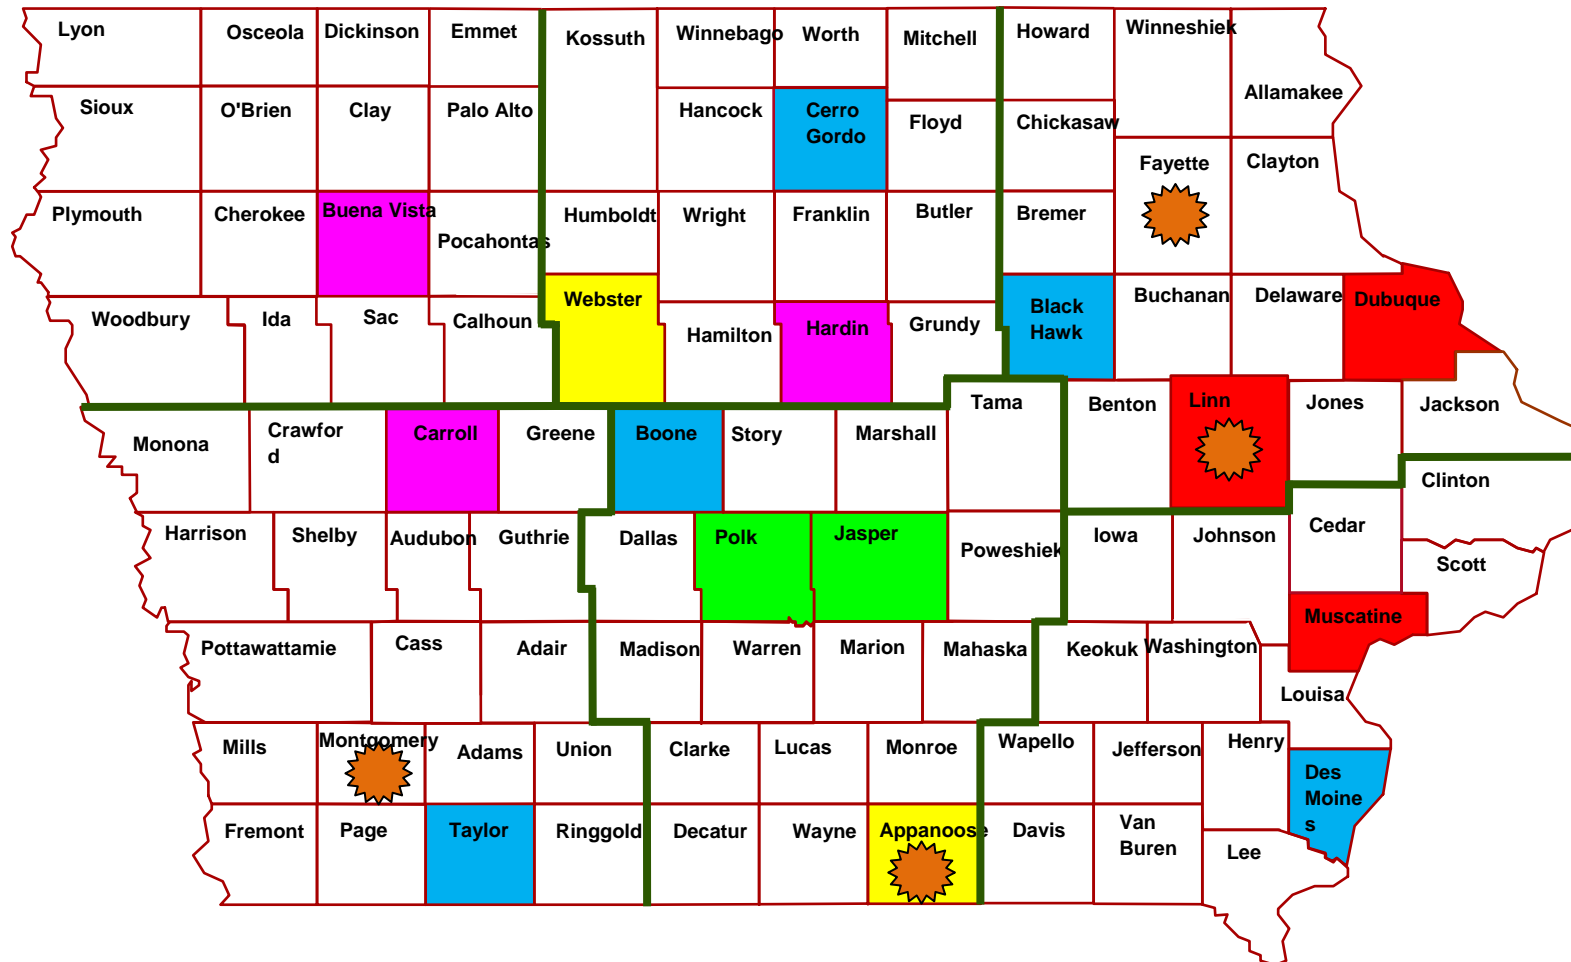 Lyon
Osceola
Dickinson
Emmet
Kossuth
Winnebago
Worth
Mitchell
Howard
Winneshiek
Allamakee
Sioux
O'Brien
Clay
Palo Alto
Hancock
Cerro
Gordo
Floyd
Chickasaw
Fayette
Clayton
Plymouth
Cherokee
Buena Vista
Pocahontas
Humboldt
Wright
Franklin
Butler
Bremer
Woodbury
Ida
Sac
Calhoun
Webster
Hamilton
Hardin
Grundy
Black
Hawk
Buchanan
Delaware
Dubuque
Monona
Crawfor
d
Carroll
Greene
Boone
Story
Marshall
Tama
Benton
Linn
Jones
Jackson
Clinton
Harrison
Shelby
Audubon
Guthrie
Dallas
Polk
Jasper
Poweshiek
Iowa
Johnson
Cedar
Scott
Muscatine
Pottawattamie
Cass
Adair
Madison
Warren
Marion
Mahaska
Keokuk
Washington
Louisa
Mills
Montgomery
Adams
Union
Clarke
Lucas
Monroe
Wapello
Jefferson
Henry
Des
Moine
s
Fremont
Page
Taylor
Ringgold
Decatur
Wayne
Appanoose
Davis
Van
Buren
Lee